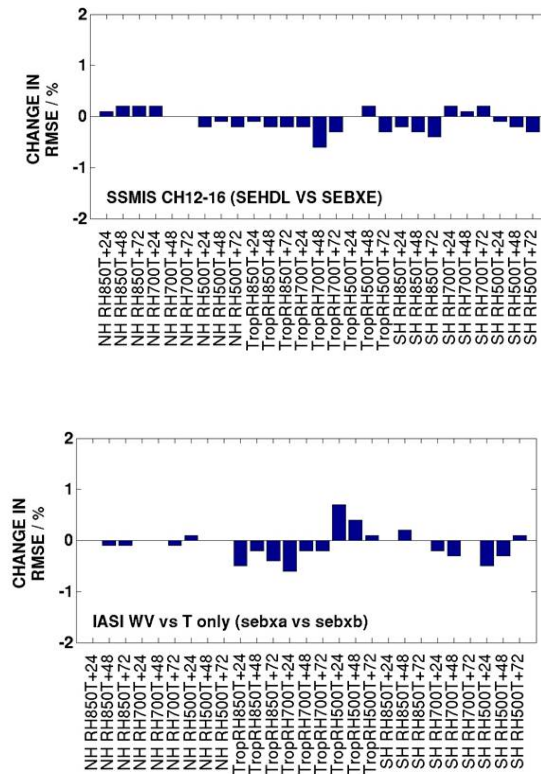 CHANGE IN
RMSE / %
2
1
0
-1
-2
SSMIS CH12-16 (SEHDL VS SEBXE)
NH RH850T+24
NH RH850T+48
NH RH850T+72
NH RH700T+24
NH RH700T+48
NH RH700T+72
NH RH500T+24
NH RH500T+48
NH RH500T+72
TropRH850T+24
TropRH850T+48
TropRH850T+72
TropRH700T+24
TropRH700T+48
TropRH700T+72
TropRH500T+24
TropRH500T+48
TropRH500T+72
SH RH850T+24
SH RH850T+48
SH RH850T+72
SH RH700T+24
SH RH700T+48
SH RH700T+72
SH RH500T+24
SH RH500T+48
SH RH500T+72
CHANGE IN
RMSE / %
2
1
0
-1
-2
IASI WV vs T only (sebxa vs sebxb)
NH RH850T+24
NH RH850T+48
NH RH850T+72
NH RH700T+24
NH RH700T+48
NH RH700T+72
NH RH500T+24
NH RH500T+48
NH RH500T+72
TropRH850T+24
TropRH850T+48
TropRH850T+72
TropRH700T+24
TropRH700T+48
TropRH700T+72
TropRH500T+24
TropRH500T+48
TropRH500T+72
SH RH850T+24
SH RH850T+48
SH RH850T+72
SH RH700T+24
SH RH700T+48
SH RH700T+72
SH RH500T+24
SH RH500T+48
SH RH500T+72